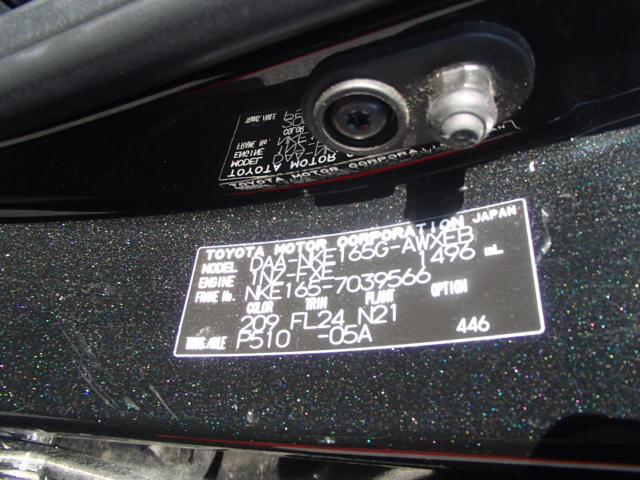 TOYOTA MOTOR CORPORATION JAPAN
MODEL DAA-NKE165G-AWXEB
ENGINE 1NZ-FXE 1496 mL
FRAME No. NKE165-7039566
COLOR TRIM PLANT OPTION
209 FL24 N21
TRANS./AXLE P510 -05A 446